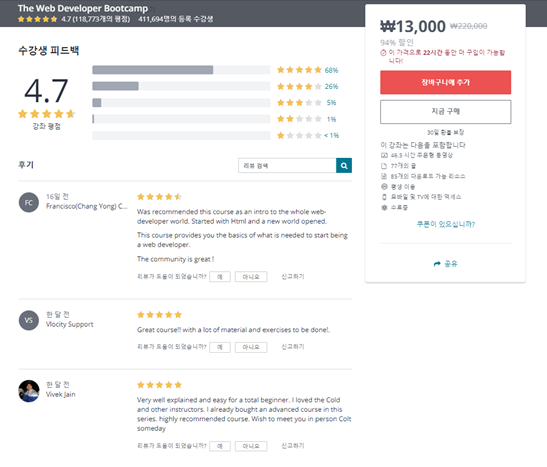 The Web Developer Bootcamp
4.7 (118,773개의 평점) 411,694명의 등록 수강생
수강생 피드백
4.7
강좌 평점
68%
26%
5%
1%
< 1%
후기
리뷰 검색
FC
16일 전
Francisco(Chang Yong) C...
Was recommended this course as an intro to the whole web-
developer world. Started with Html and a new world opened.
This course provides you the basics of what is needed to start being
a web developer.
The community is great !
리뷰가 도움이 되었습니까? 예 아니요 신고하기
VS
한 달 전
Vlocity Support
Great course!! with a lot of material and exercises to be done!.
리뷰가 도움이 되었습니까? 예 아니요 신고하기
한 달 전
Vivek Jain
Very well explained and easy for a total beginner. I loved the Cold
and other instructors. I already bought an advanced course in this
series. highly recommended course. Wish to meet you in person Colt
someday
리뷰가 도움이 되었습니까? 예 아니요 신고하기
₩13,000 ₩220,000
94% 할인
이 가격으로 22시간 동안 더 구입이 가능합
니다!
장바구니에 추가
지금 구매
30일 환불 보장
이 강좌는 다음을 포함합니다
46.5 시간 주문형 동영상
77개의 글
83개의 다운로드 가능 리소스
평생 이용
모바일 및 TV에 대한 액세스
수료증
쿠폰이 있으십니까?
공유